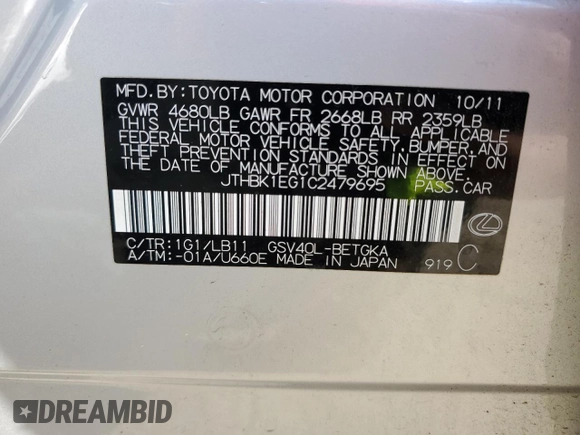 MFD.BY:TOYOTA MOTOR CORPORATION 10/11
GVWR 4680LB GAWR FR 2668LB RR 2359LB
THIS VEHICLE CONFORMS TO ALL APPLICABLE
FEDERAL MOTOR VEHICLE SAFETY,BUMPER,AND
THEFT PREVENTION STANDARDS IN EFFECT ON
THE DATE OF MANUFACTURE SHOWN ABOVE.
JTHBK1EG1C2479695 PASS.CAR
C/TR:1G1/LB11 GSV40L-BETGKA
A/TM:-01A/U660E MADE IN JAPAN 919 C
DREAMBID